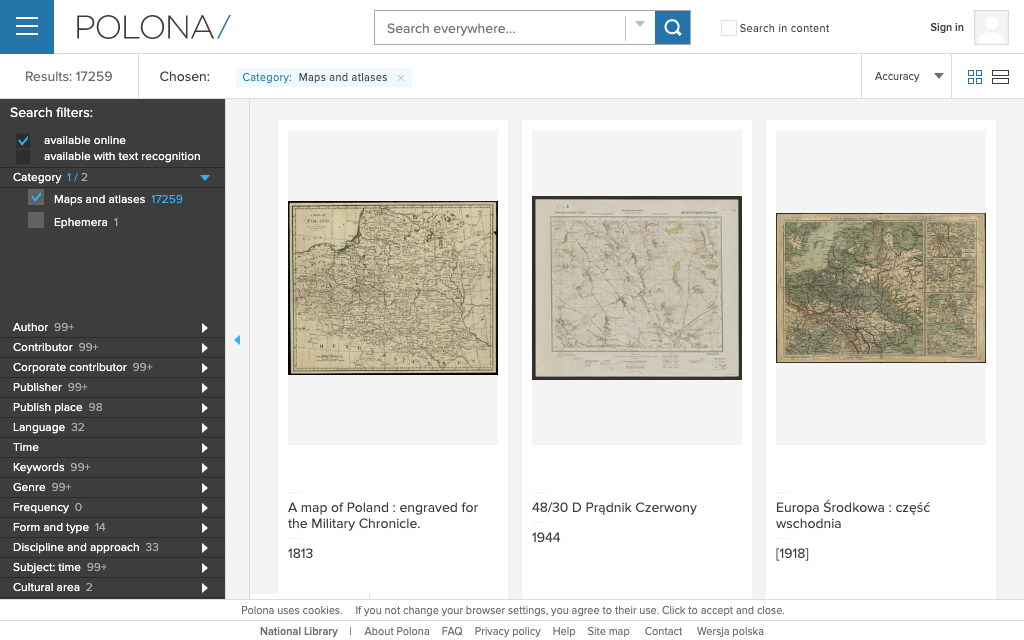 POLONA/
Search everywhere...
Search in content
Sign in
Results: 17259
Chosen:
Category: Maps and atlases ×
Accuracy
Search filters:
available online
available with text recognition
Category 1 / 2
Maps and atlases 17259
Ephemera 1
Author 99+
Contributor 99+
Corporate contributor 99+
Publisher 99+
Publish place 98
Language 32
Time
Keywords 99+
Genre 99+
Frequency 0
Form and type 14
Discipline and approach 33
Subject: time 99+
Cultural area 2
A map of Poland : engraved for
the Military Chronicle.
1813
48/30 D Prądnik Czerwony
1944
Europa Środkowa : część
wschodnia
[1918]
Polona uses cookies. If you not change your browser settings, you agree to their use. Click to accept and close.
National Library | About Polona FAQ Privacy policy Help Site map Contact Wersja polska